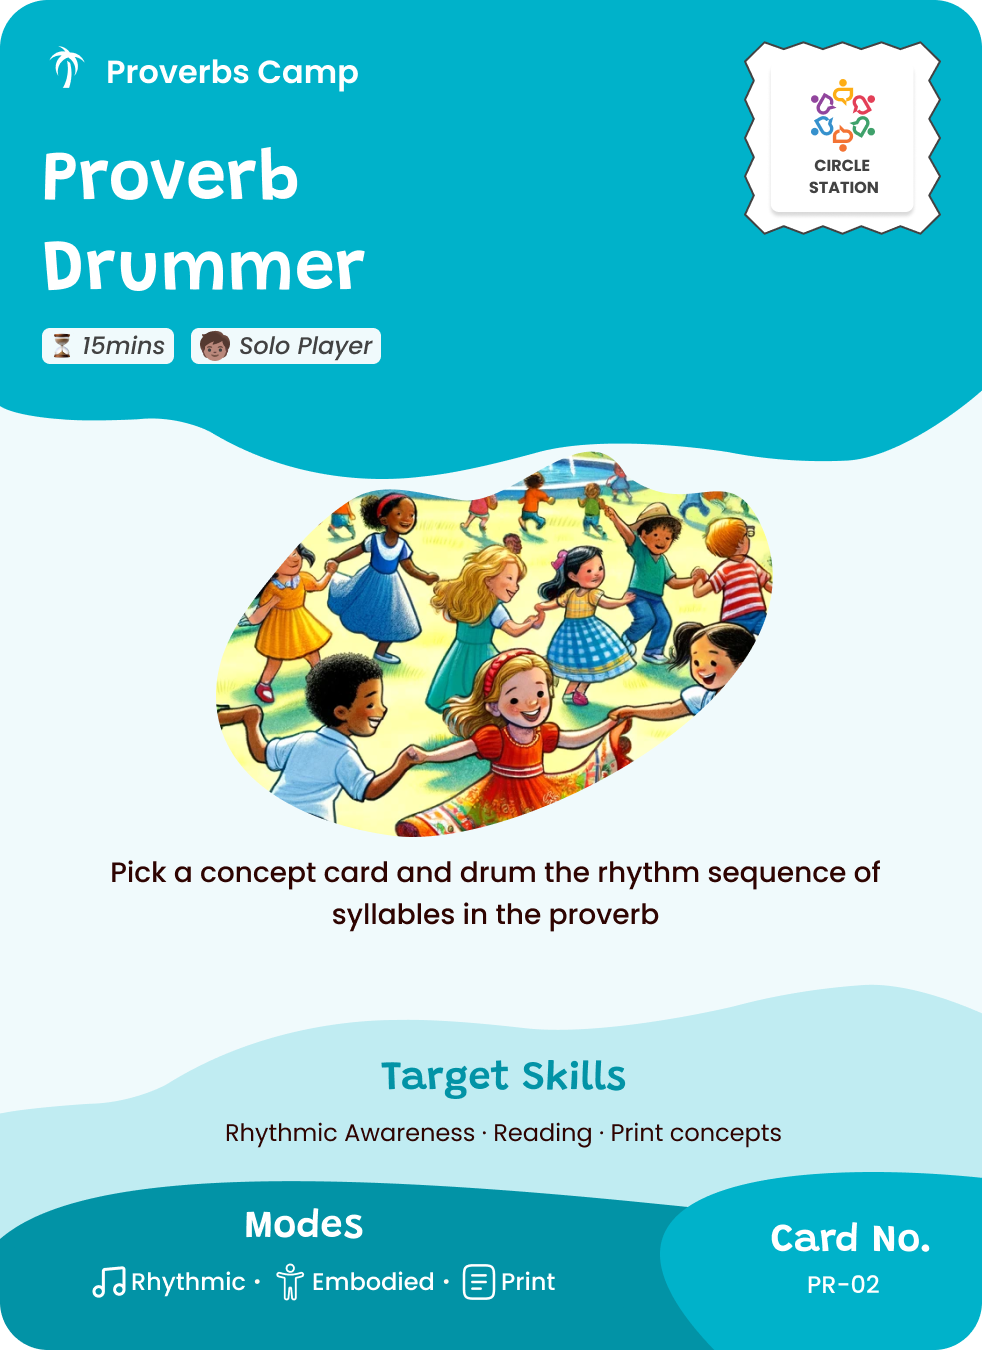 Proverbs Camp
CIRCLE
STATION
Proverb
Drummer
15mins
Solo Player
Pick a concept card and drum the rhythm sequence of
syllables in the proverb
Target Skills
Rhythmic Awareness · Reading · Print concepts
Modes
Rhythmic · Embodied · Print
Card No.
PR-02